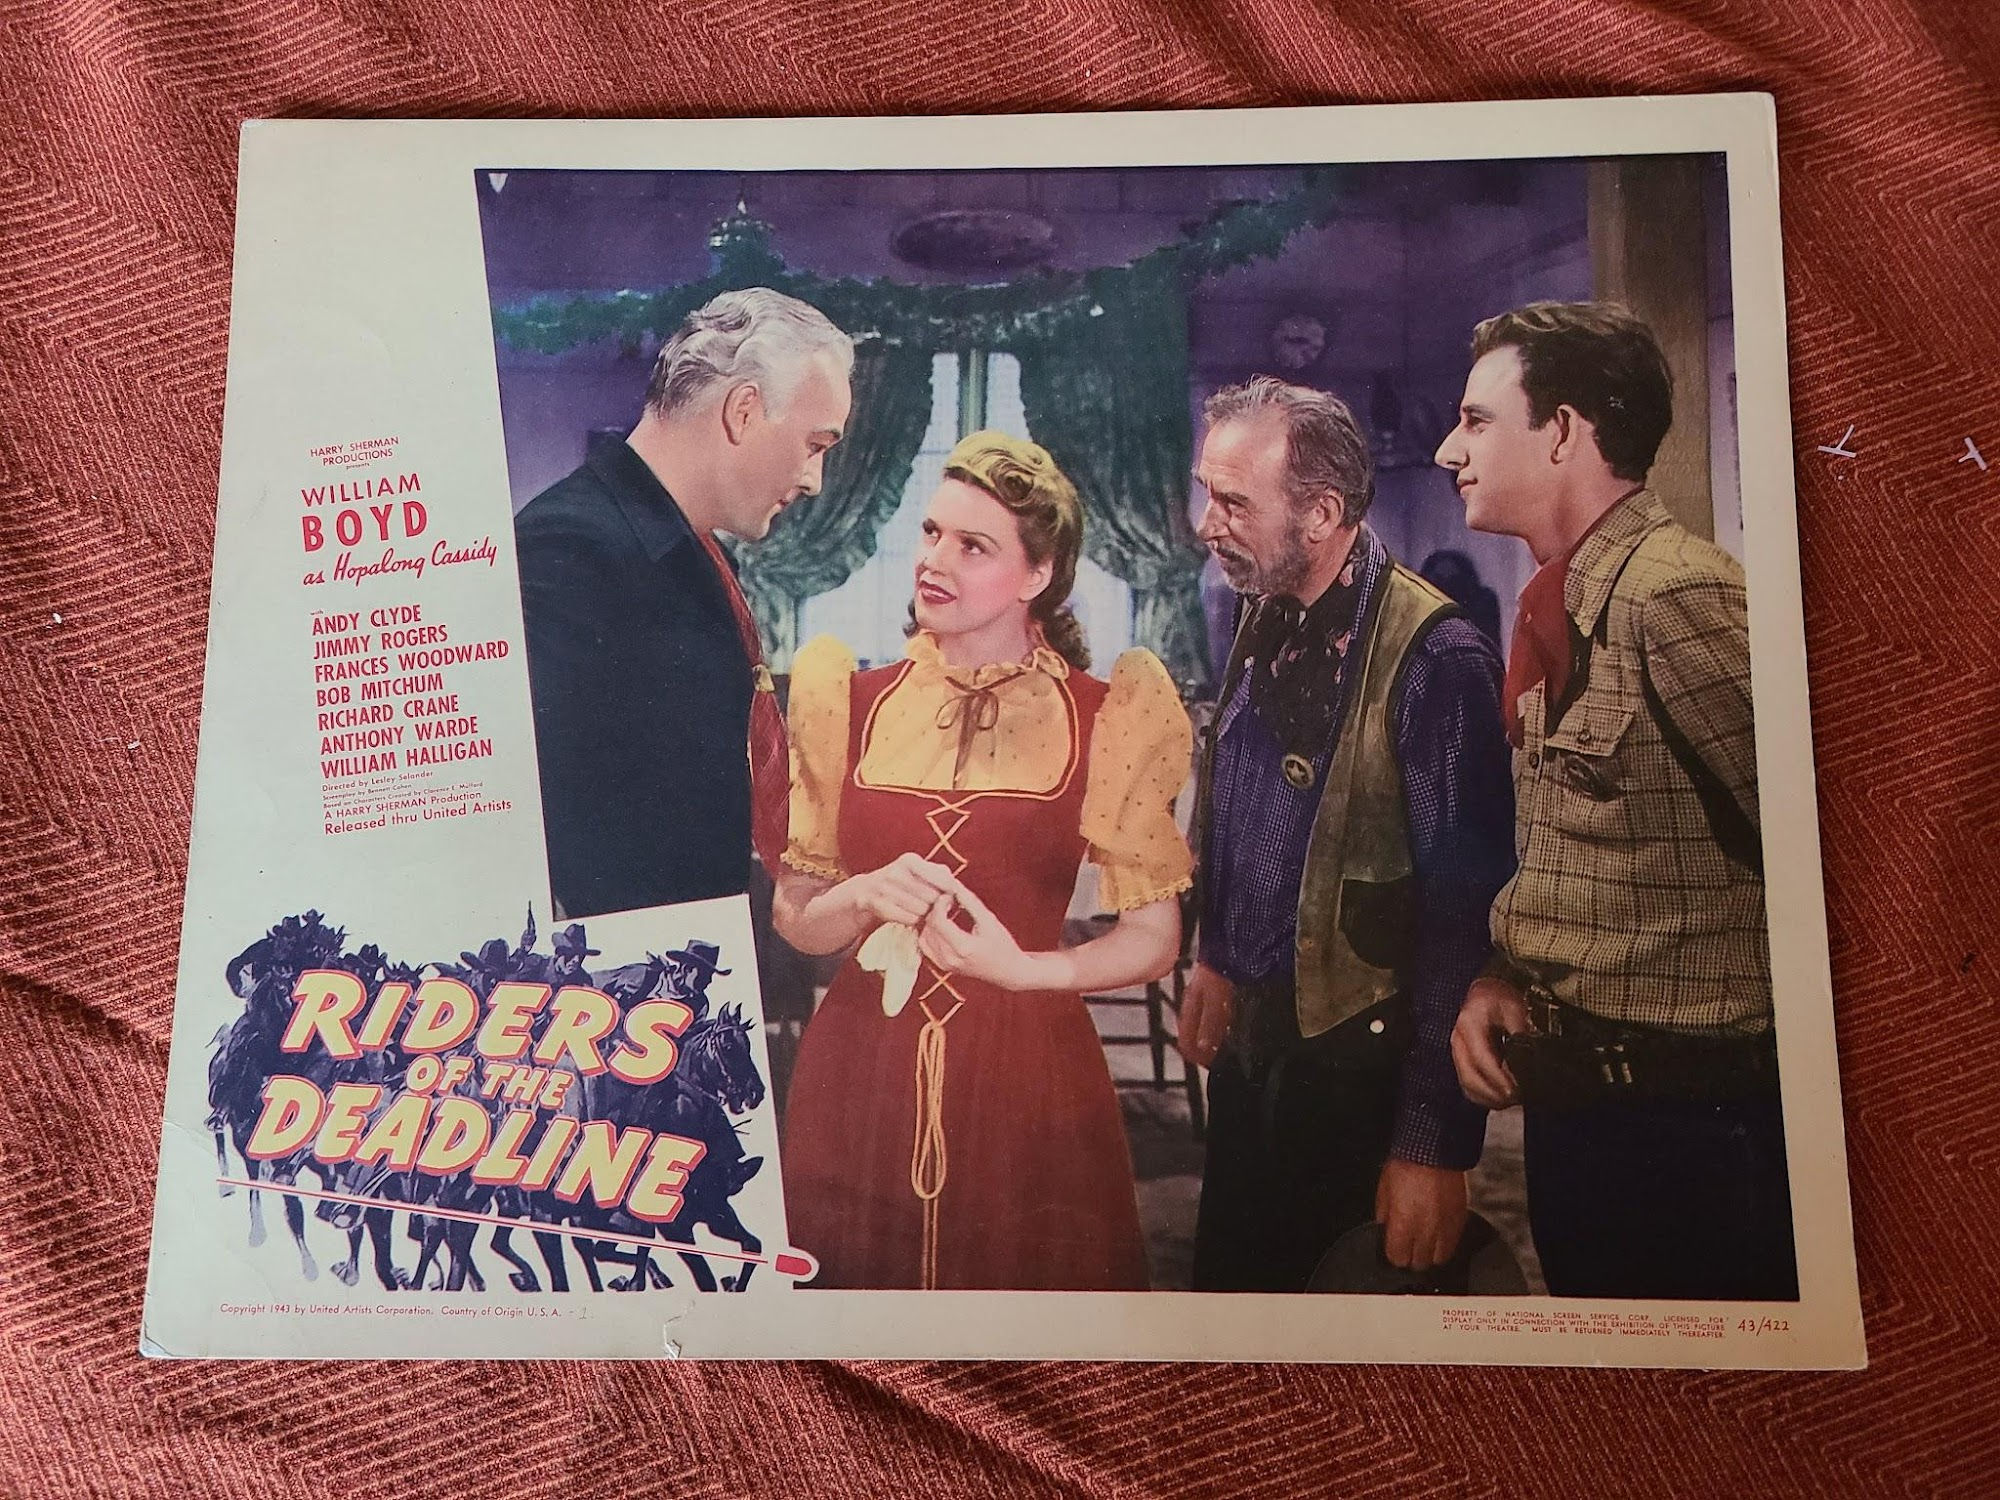 HARRY SHERMAN
PRODUCTIONS
presents
WILLIAM
BOYD
as Hopalong Cassidy
with
ANDY CLYDE
JIMMY ROGERS
FRANCES WOODWARD
BOB MITCHUM
RICHARD CRANE
ANTHONY WARDE
WILLIAM HALLIGAN
Directed by Lesley Selander
Screenplay by Bennett Cohen
Based on Characters Created by Clarence E. Mulford
A HARRY SHERMAN Production
Released thru United Artists
RIDERS
OF THE
DEADLINE
Copyright 1943 by United Artists Corporation. Country of Origin U. S. A. - 1.
PROPERTY OF NATIONAL SCREEN SERVICE CORP. LICENSED FOR
DISPLAY ONLY IN CONNECTION WITH THE EXHIBITION OF THIS PICTURE
AT YOUR THEATRE. MUST BE RETURNED IMMEDIATELY THEREAFTER.
43/422